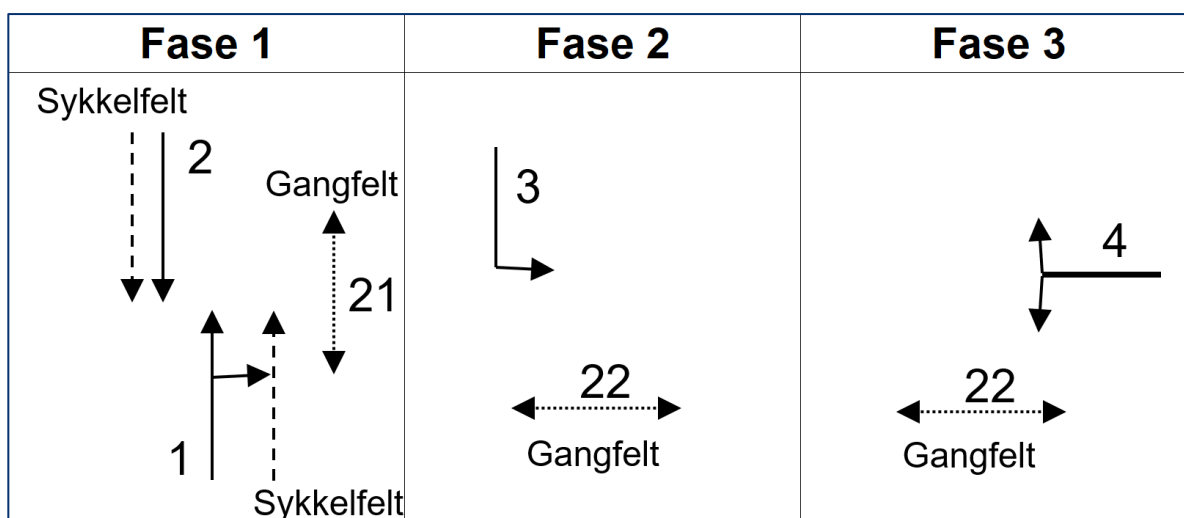 Fase 1
Fase 2
Fase 3
Sykkelfelt
2
Gangfelt
21
1
Sykkelfelt
3
22
Gangfelt
4
22
Gangfelt